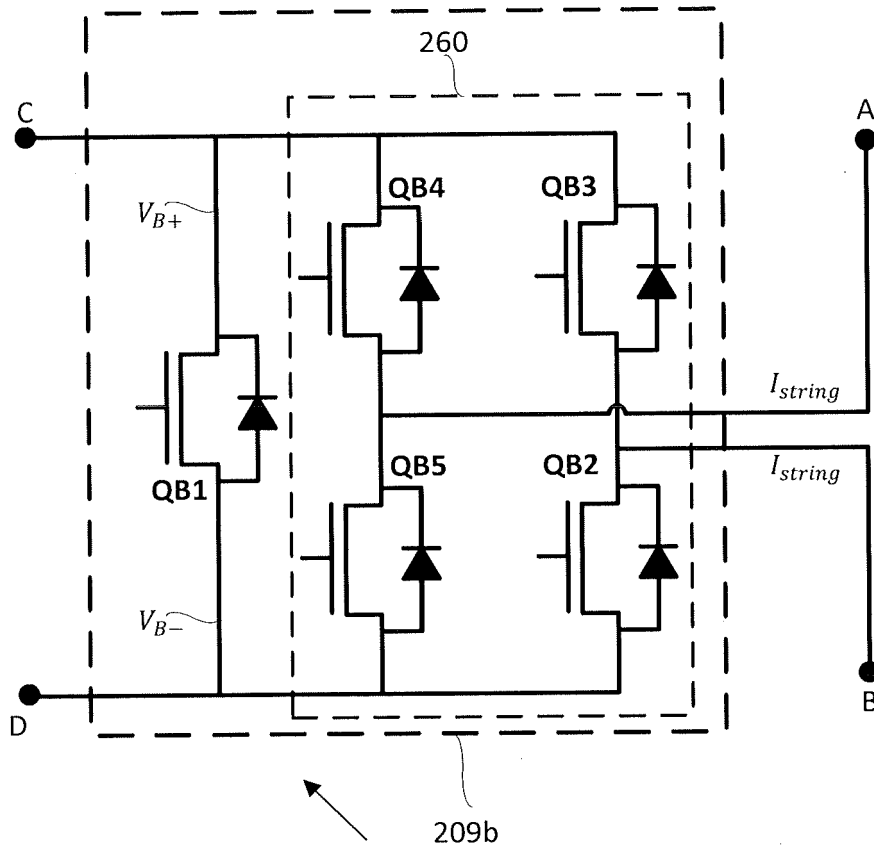 260
C
A
QB4
QB3
V_{B+}
I_{string}
QB5
QB2
I_{string}
QB1
V_{B-}
D
B
209b